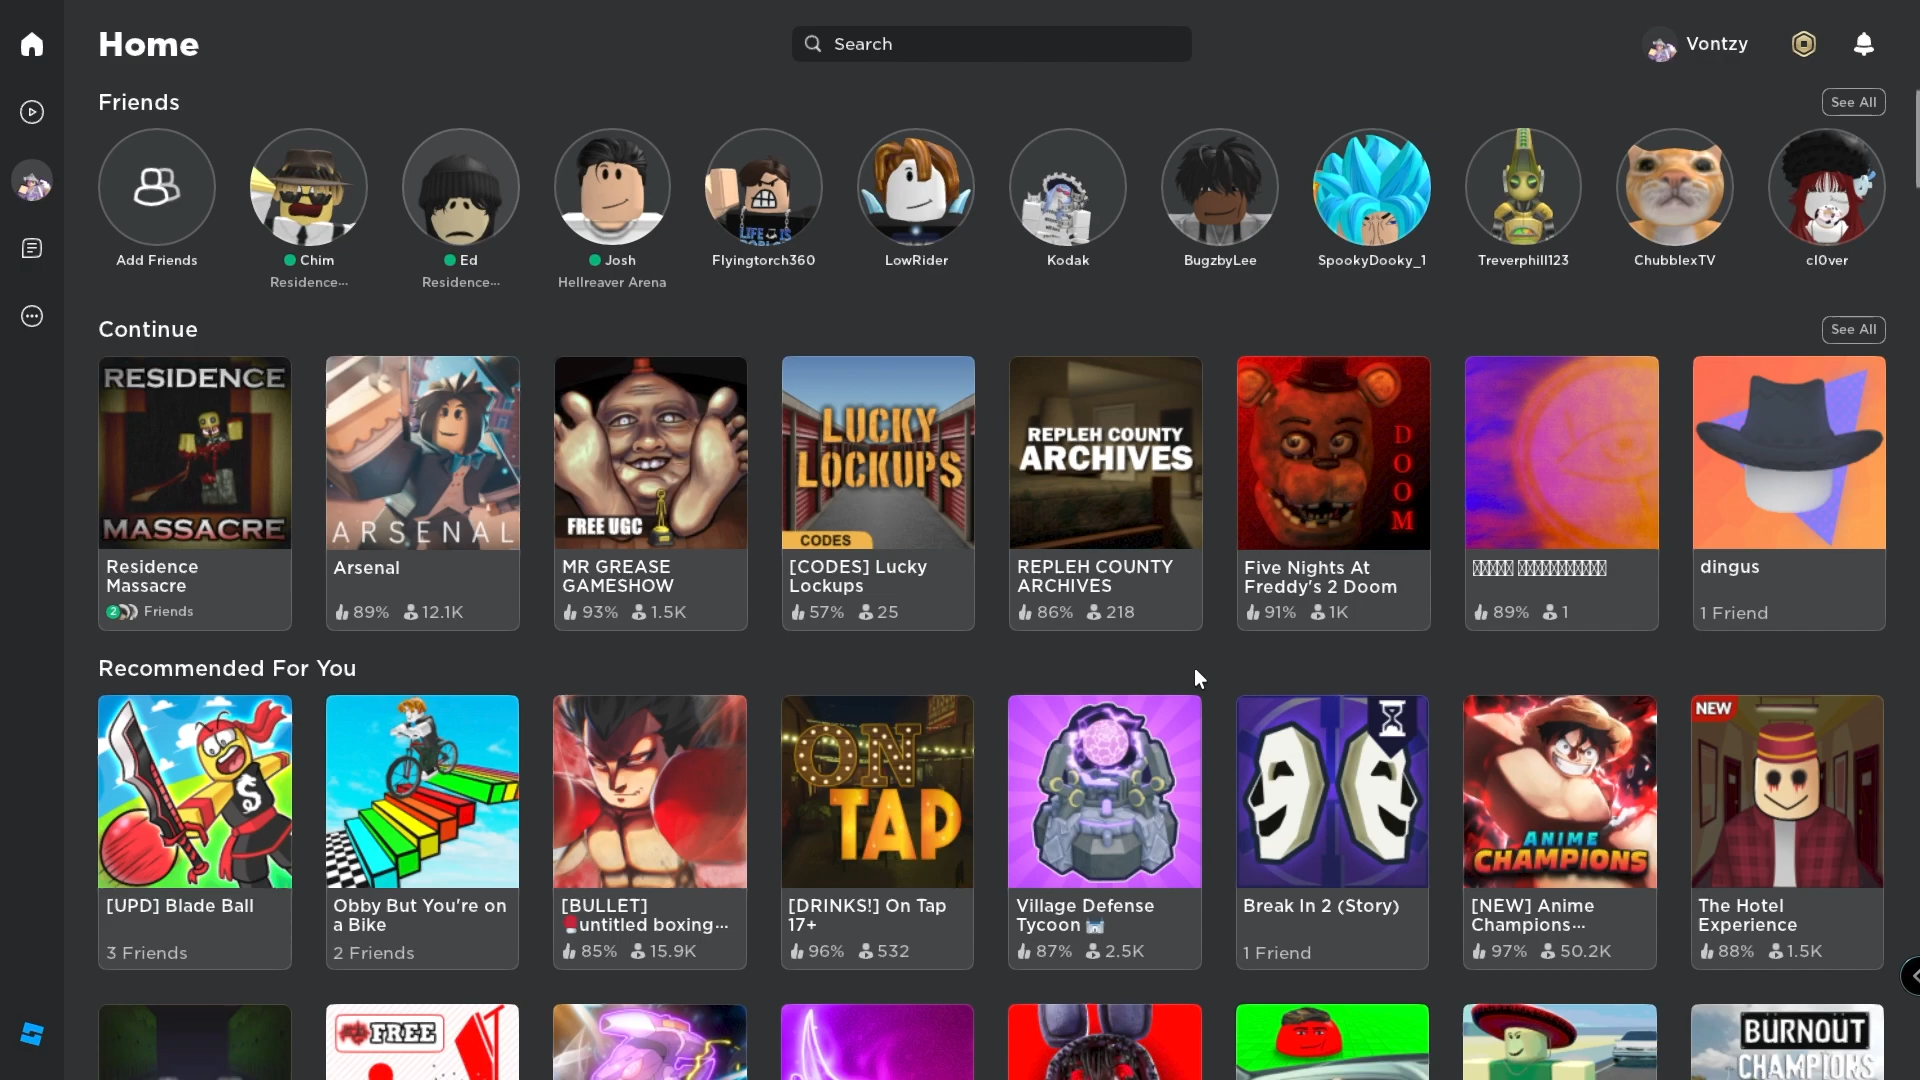 Home
Search
Vontzy
Friends
See All
Add Friends
Chim
Residence...
Ed
Residence...
Josh
Hellreaver Arena
Flyingtorch360
LowRider
Kodak
BugzbyLee
SpookyDooky_1
Treverphill123
ChubblexTV
cl0ver
LIFE IS
Continue
See All
RESIDENCE
MASSACRE
Residence
Massacre
2 Friends
ARSENAL
Arsenal
89% 12.1K
FREE UGC
MR GREASE
GAMESHOW
93% 1.5K
LUCKY
LOCKUPS
CODES
[CODES] Lucky
Lockups
57% 25
REPLEH COUNTY
ARCHIVES
REPLEH COUNTY
ARCHIVES
86% 218
DOOM
Five Nights At
Freddy's 2 Doom
91% 1K
89% 1
dingus
1 Friend
Recommended For You
[UPD] Blade Ball
3 Friends
Obby But You're on
a Bike
2 Friends
[BULLET]
🥊untitled boxing...
85% 15.9K
ON
TAP
[DRINKS!] On Tap
17+
96% 532
Village Defense
Tycoon
87% 2.5K
Break In 2 (Story)
1 Friend
ANIME
CHAMPIONS
[NEW] Anime
Champions...
97% 50.2K
NEW
The Hotel
Experience
88% 1.5K
FREE
BURNOUT
CHAMPIONS